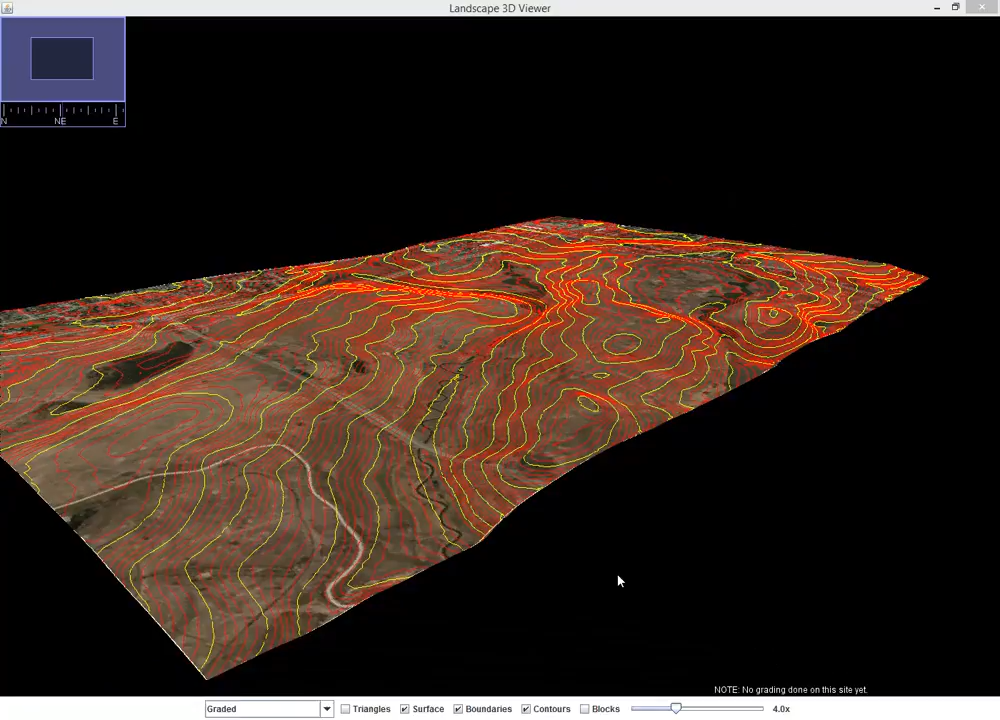 Landscape 3D Viewer
N NE E
NOTE: No grading done on this site yet.
Graded Triangles Surface Boundaries Contours Blocks 4.0x